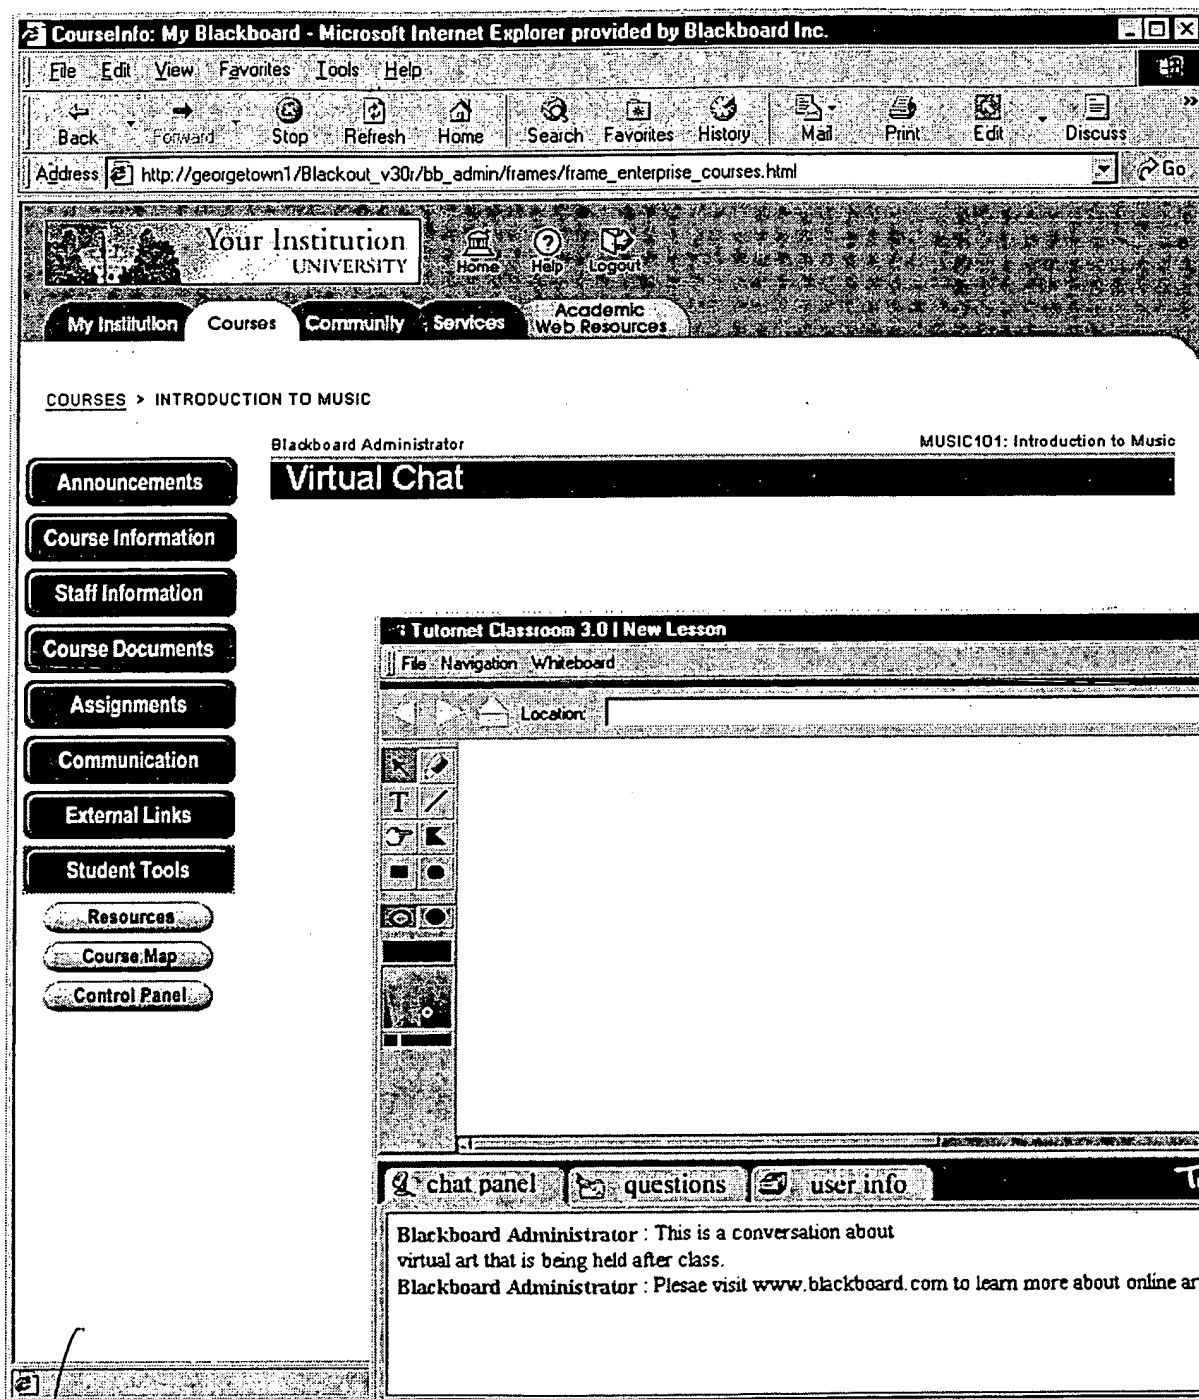 CourseInfo: My Blackboard - Microsoft Internet Explorer provided by Blackboard Inc.
File Edit View Favorites Tools Help
Back Forward Stop Refresh Home Search Favorites History Mail Print Edit Discuss
Address http://georgetown1/Blackout_v30r/bb_admin/frames/frame_enterprise_courses.html Go
Your Institution
UNIVERSITY
Home Help Logout
My Institution Courses Community Services Academic Web Resources
COURSES > INTRODUCTION TO MUSIC
Blackboard Administrator MUSIC101: Introduction to Music
Virtual Chat
Announcements
Course Information
Staff Information
Course Documents
Assignments
Communication
External Links
Student Tools
Resources
Course Map
Control Panel
Tutornet Classroom 3.0 | New Lesson
File Navigation Whiteboard
Location:
T
chat panel questions user info
Blackboard Administrator : This is a conversation about
virtual art that is being held after class.
Blackboard Administrator : Plesae visit www.blackboard.com to learn more about online